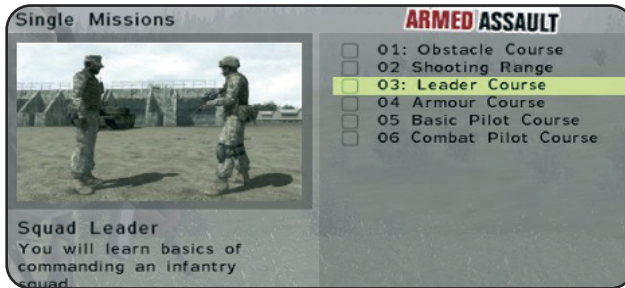 Single Missions
ARMED ASSAULT
01: Obstacle Course
02 Shooting Range
03: Leader Course
04 Armour Course
05 Basic Pilot Course
06 Combat Pilot Course
Squad Leader
You will learn basics of
commanding an infantry
squad